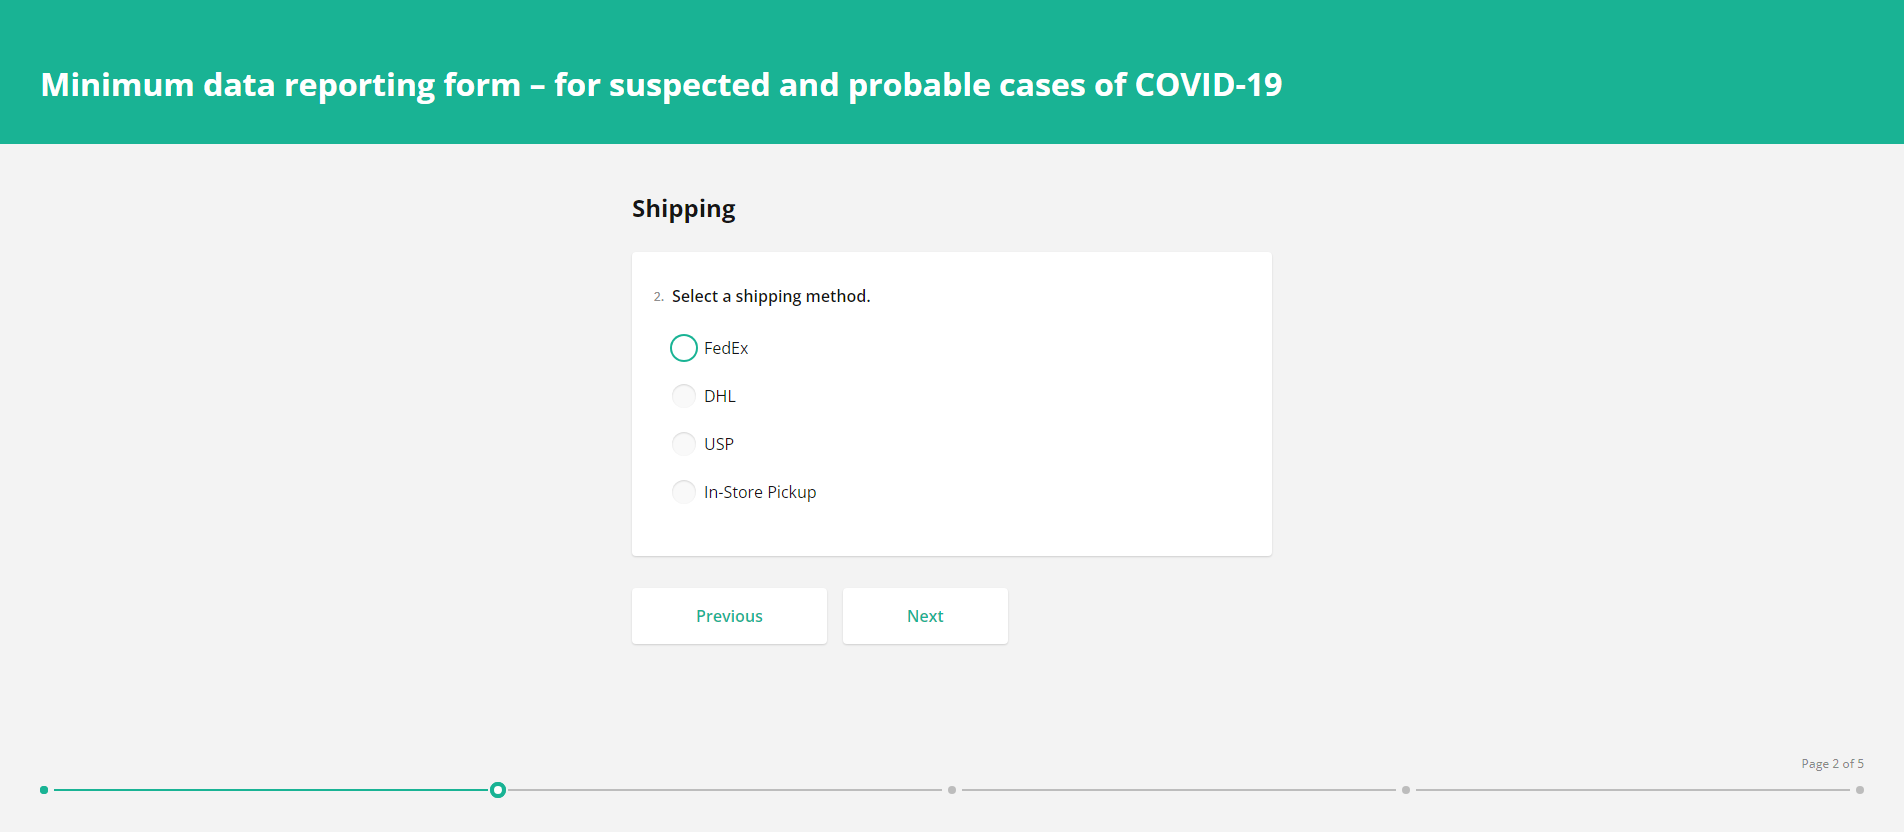 Minimum data reporting form – for suspected and probable cases of COVID-19
Shipping
2. Select a shipping method.
FedEx
DHL
USP
In-Store Pickup
Previous Next
Page 2 of 5